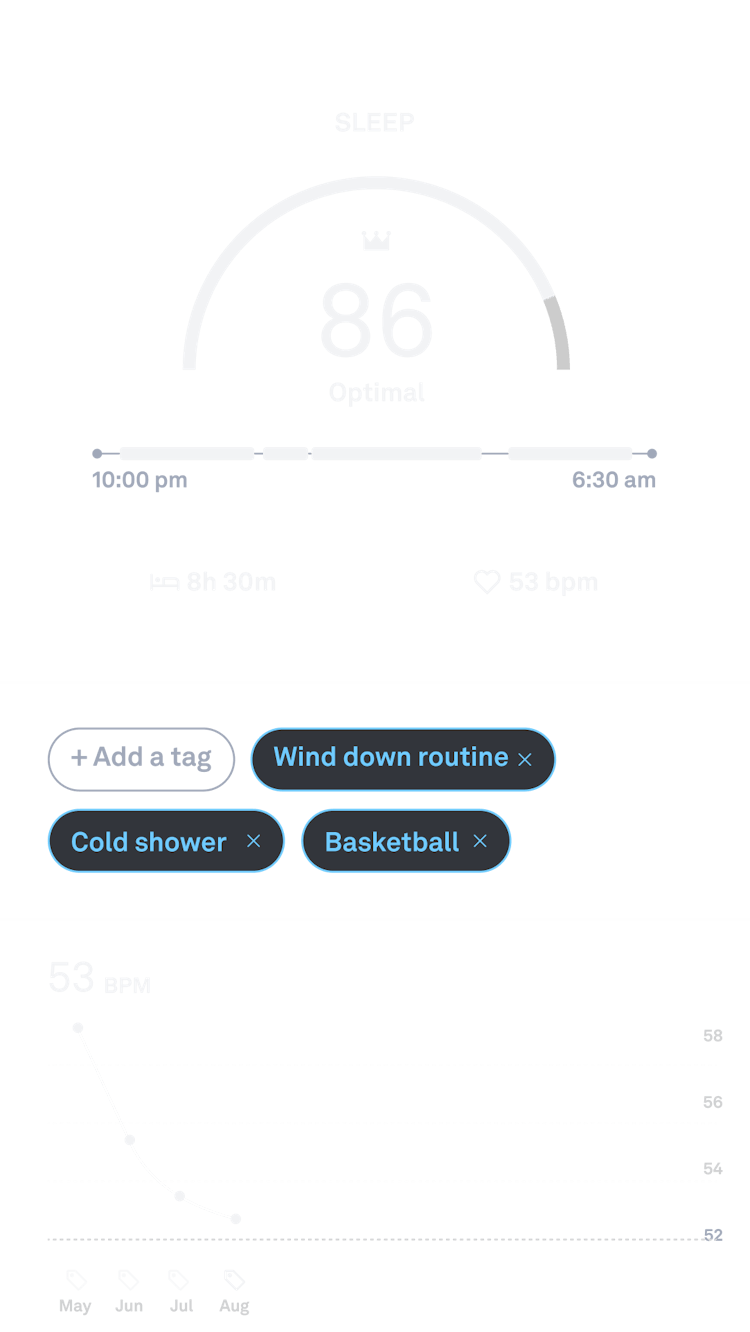 SLEEP
86
Optimal
10:00 pm 6:30 am
8h 30m 53 bpm
+ Add a tag Wind down routine ×
Cold shower × Basketball ×
53 BPM
58
56
54
52
May Jun Jul Aug